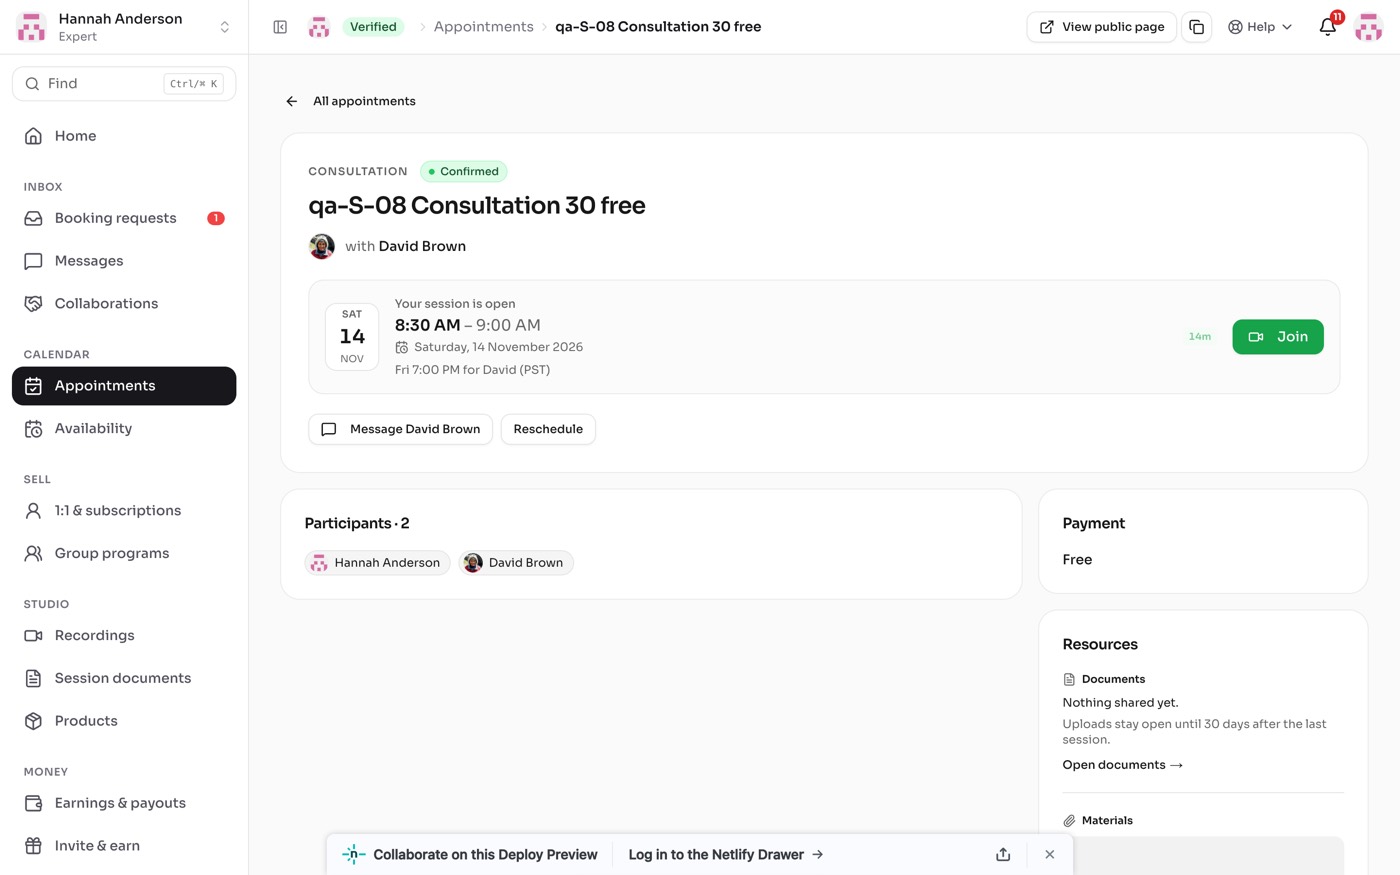 Hannah Anderson
Expert
Verified
Appointments
qa-S-08 Consultation 30 free
View public page
Help
11
Find
Ctrl/⌘ K
Home
INBOX
Booking requests
1
Messages
Collaborations
CALENDAR
Appointments
Availability
SELL
1:1 & subscriptions
Group programs
STUDIO
Recordings
Session documents
Products
MONEY
Earnings & payouts
Invite & earn
All appointments
CONSULTATION
Confirmed
qa-S-08 Consultation 30 free
with David Brown
SAT
14
NOV
Your session is open
8:30 AM – 9:00 AM
Saturday, 14 November 2026
Fri 7:00 PM for David (PST)
14m
Join
Message David Brown
Reschedule
Participants · 2
Hannah Anderson
David Brown
Payment
Free
Resources
Documents
Nothing shared yet.
Uploads stay open until 30 days after the last
session.
Open documents →
Materials
Collaborate on this Deploy Preview
Log in to the Netlify Drawer →